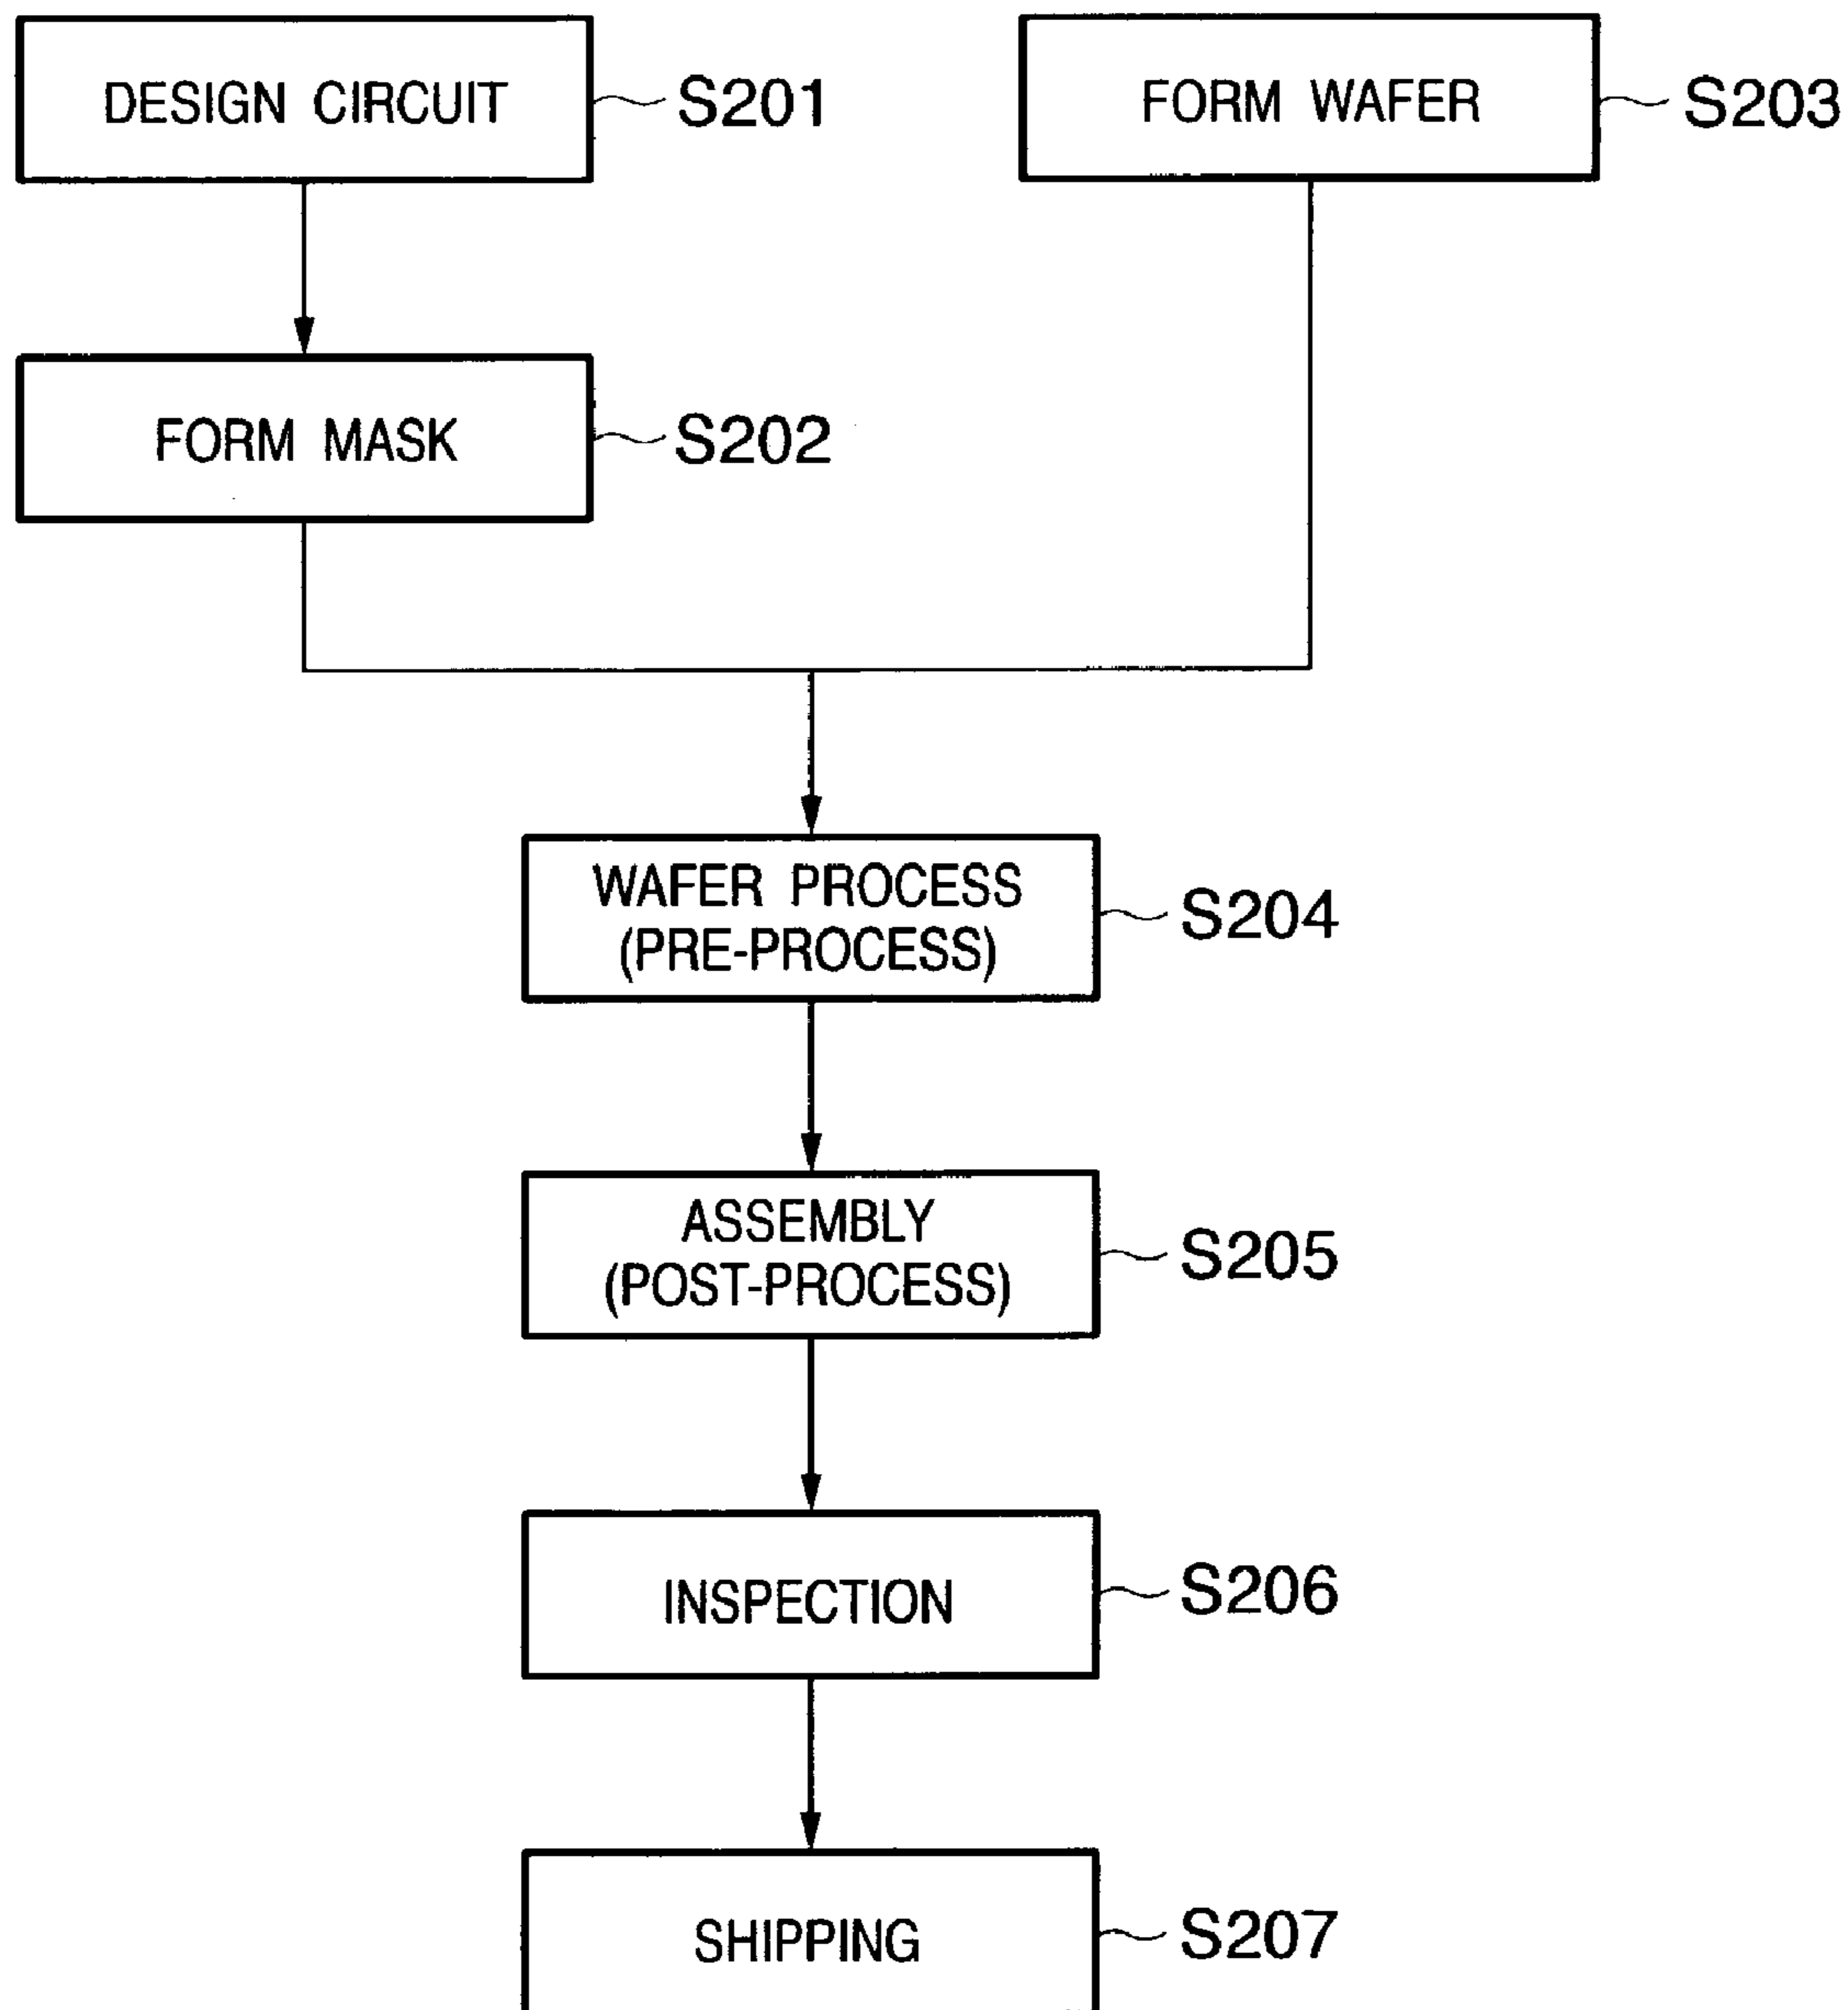 DESIGN CIRCUIT
S201
FORM WAFER
S203
FORM MASK
S202
WAFER PROCESS
(PRE-PROCESS)
S204
ASSEMBLY
(POST-PROCESS)
S205
INSPECTION
S206
SHIPPING
S207